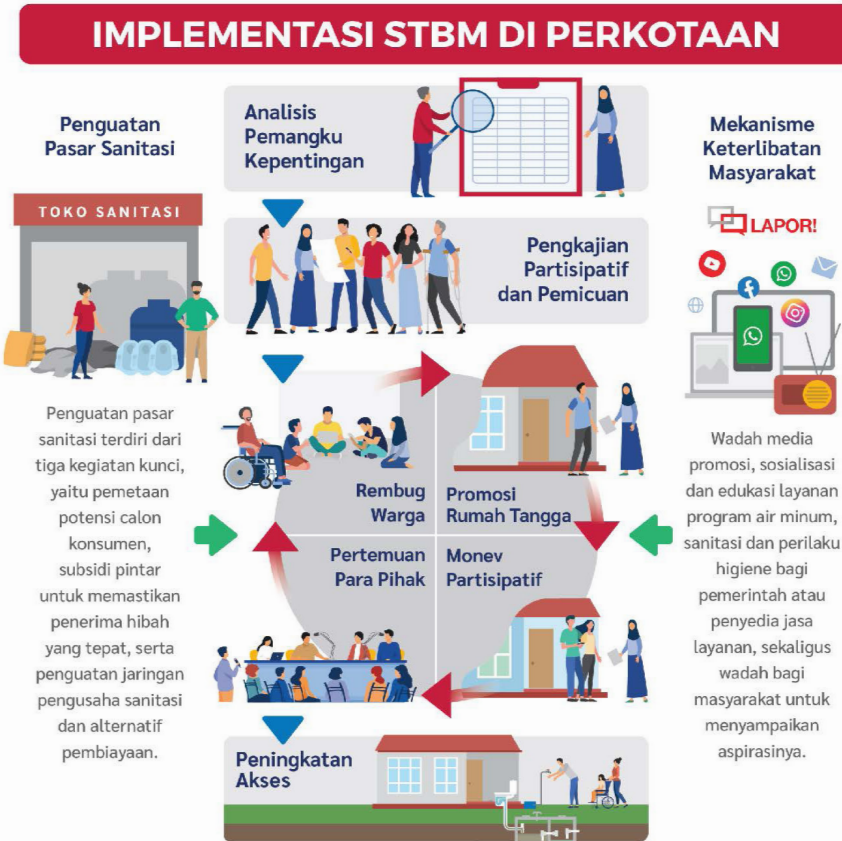 IMPLEMENTASI STBM DI PERKOTAAN
Penguatan
Pasar Sanitasi
TOKO SANITASI
Penguatan pasar
sanitasi terdiri dari
tiga kegiatan kunci,
yaitu pemetaan
potensi calon
konsumen,
subsidi pintar
untuk memastikan
penerima hibah
yang tepat, serta
penguatan jaringan
pengusaha sanitasi
dan alternatif
pembiayaan.
Analisis
Pemangku
Kepentingan
Pengkajian
Partisipatif
dan Pemicuan
Rembug
Warga
Promosi
Rumah Tangga
Pertemuan
Para Pihak
Monev
Partisipatif
Peningkatan
Akses
Mekanisme
Keterlibatan
Masyarakat
LAPOR!
Wadah media
promosi, sosialisasi
dan edukasi layanan
program air minum,
sanitasi dan perilaku
higiene bagi
pemerintah atau
penyedia jasa
layanan, sekaligus
wadah bagi
masyarakat untuk
menyampaikan
aspirasinya.